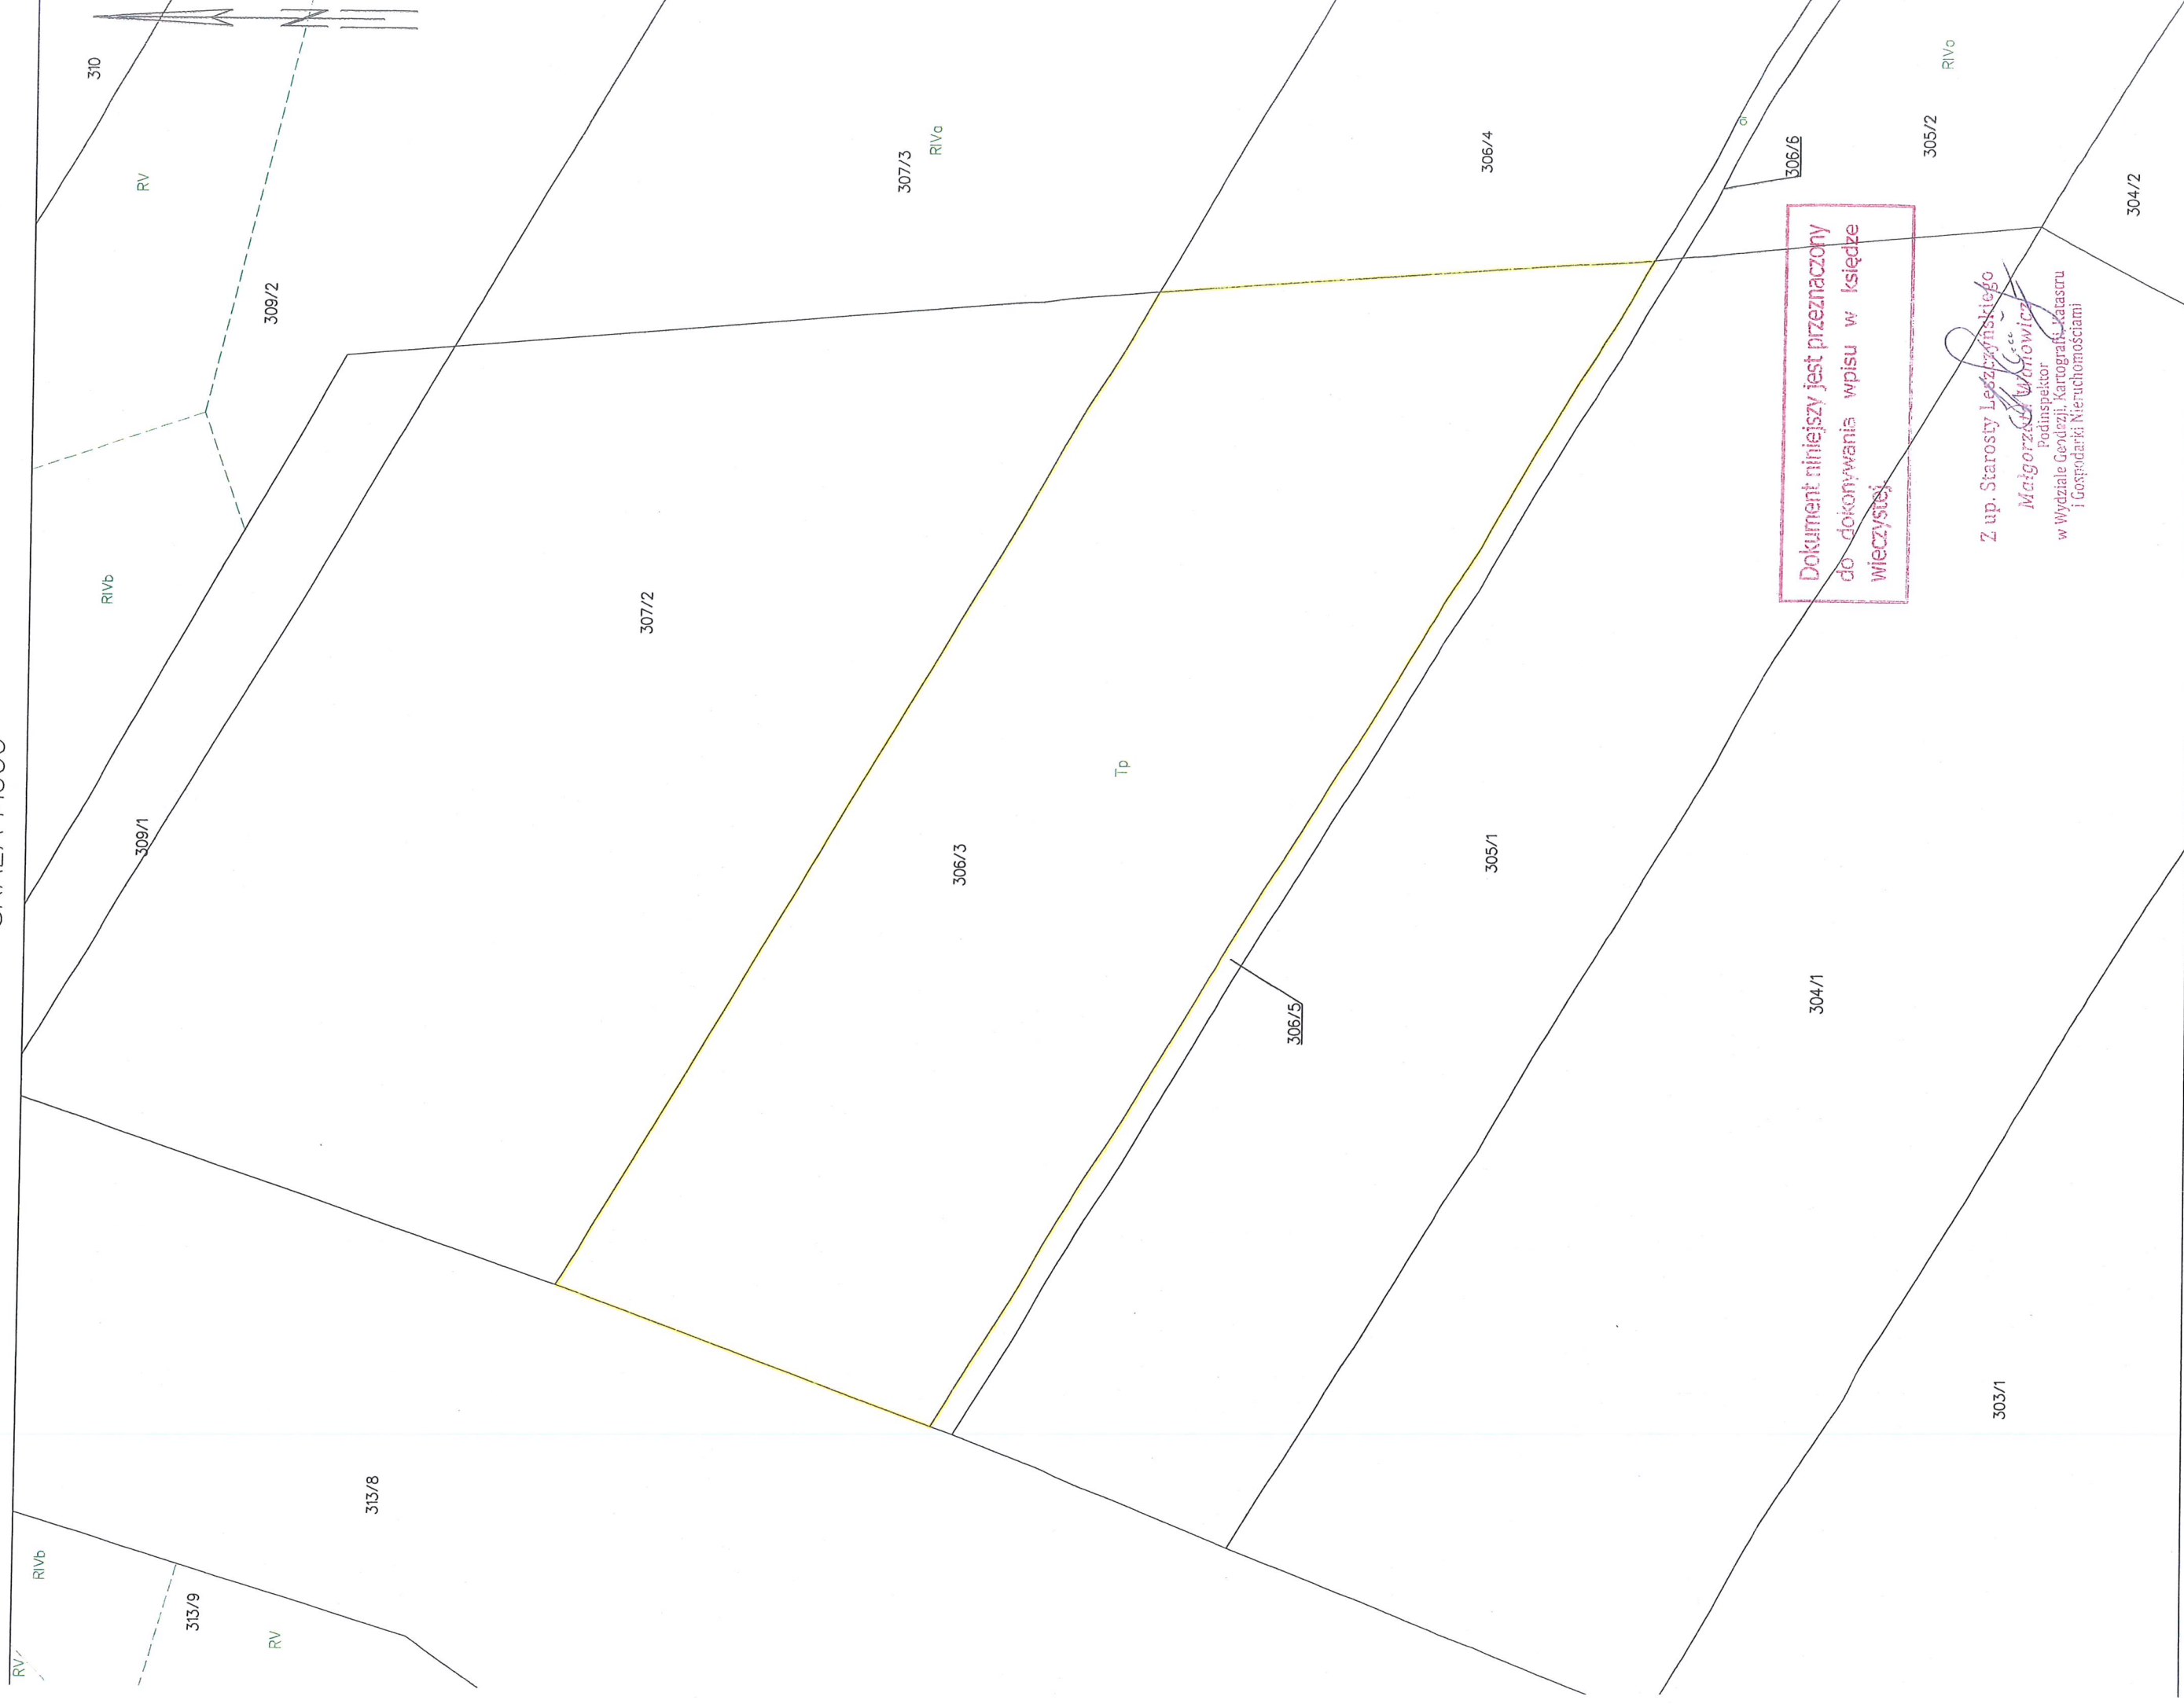 310
RV
309/2
RIVb
309/1
307/3
RIVa
307/2
306/4
306/3
Tp
306/6
305/2
RIVa
304/2
306/5
305/1
304/1
303/1
313/8
RIVb
313/9
RV
RV
N
Dokument niniejszy jest przeznaczony
do dokonywania wpisu w księdze
wieczystej.
Z up. Starosty Leszczyńskiego
Małgorzata
Podinspektor
w Wydziale Geodezji, Kartografii, Katastru
i Gospodarki Nieruchomościami